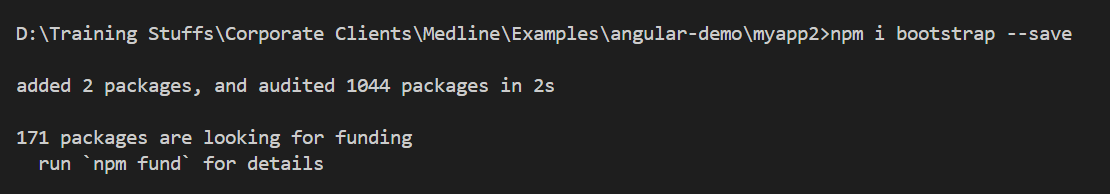 D:\Training Stuffs\Corporate Clients\Medline\Examples\angular-demo\myapp2>npm i bootstrap --save
added 2 packages, and audited 1044 packages in 2s
171 packages are looking for funding
  run `npm fund` for details